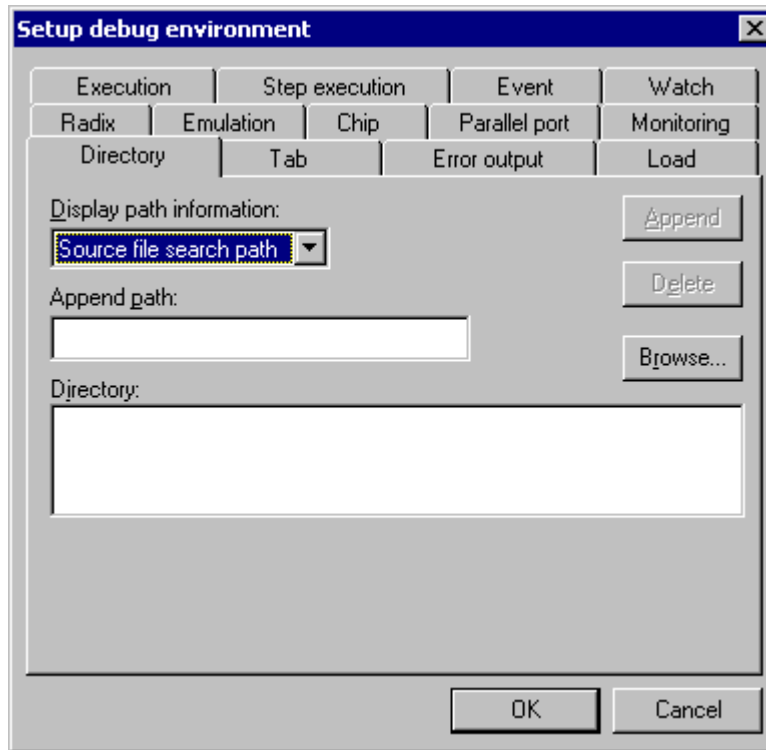 Setup debug environment
Execution Step execution Event Watch
Radix Emulation Chip Parallel port Monitoring
Directory Tab Error output Load
Display path information:
Append
Source file search path
Delete
Append path:
Browse...
Directory:
OK Cancel